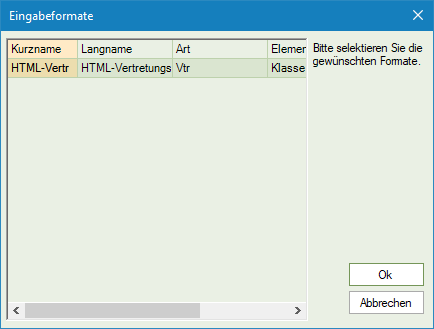 Eingabeformate
Kurzname Langname Art Elemen
HTML-Vertr HTML-Vertretungs Vtr Klasse
Bitte selektieren Sie die
gewünschten Formate.
Ok
Abbrechen